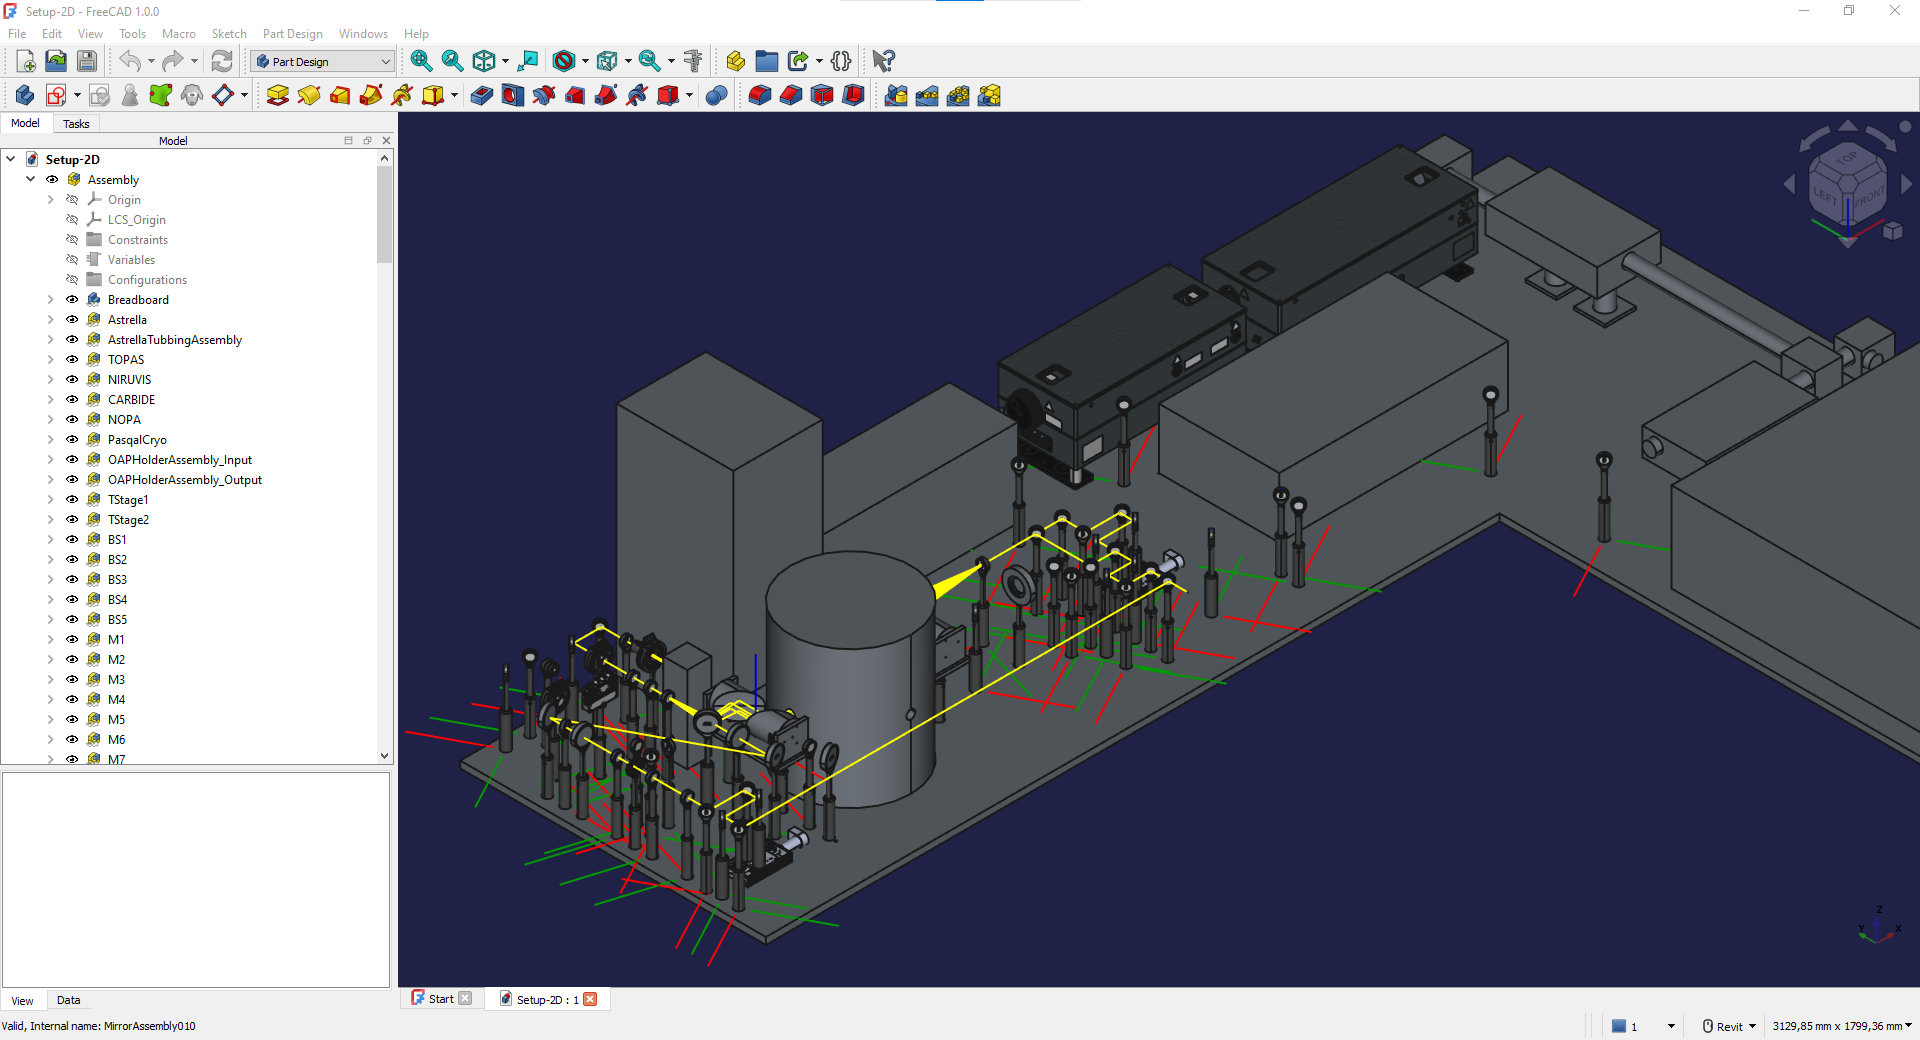 Setup-2D - FreeCAD 1.0.0
File Edit View Tools Macro Sketch Part Design Windows Help
Part Design
Model Tasks
Model
Setup-2D
Assembly
Origin
LCS_Origin
Constraints
Variables
Configurations
Breadboard
Astrella
AstrellaTubbingAssembly
TOPAS
NIRUVIS
CARBIDE
NOPA
PasqalCryo
OAPHolderAssembly_Input
OAPHolderAssembly_Output
TStage1
TStage2
BS1
BS2
BS3
BS4
BS5
M1
M2
M3
M4
M5
M6
M7
TOP
LEFT
FRONT
Z
Y
X
View Data
Start
Setup-2D : 1
Valid, Internal name: MirrorAssembly010
1
Revit
3129,85 mm x 1799,36 mm